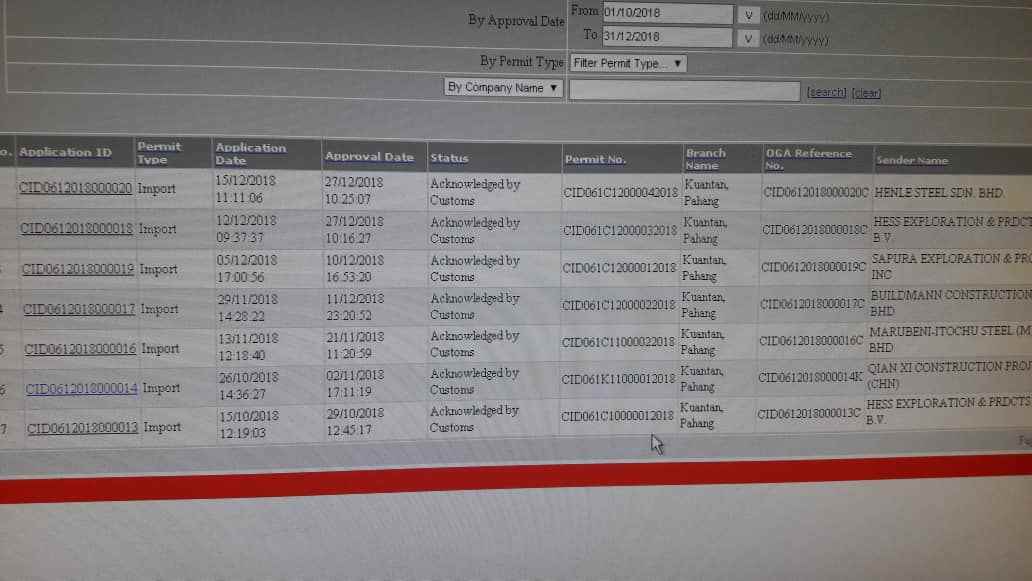 By Approval Date From 01/10/2018 V (dd/MM/yyyy)
To 31/12/2018 V (dd/MM/yyyy)
By Permit Type Filter Permit Type... ▼
By Company Name ▼ [search] [clear]
o. Application ID Permit Type Application Date Approval Date Status Permit No. Branch Name OGA Reference No. Sender Name
CID0612018000020 Import 15/12/2018 11:11:06 27/12/2018 10:25:07 Acknowledged by Customs CID061C12000042018 Kuantan, Pahang CID0612018000020C HENLE STEEL SDN. BHD.
CID0612018000018 Import 12/12/2018 09:37:37 27/12/2018 10:16:27 Acknowledged by Customs CID061C12000032018 Kuantan, Pahang CID0612018000018C HESS EXPLORATION & PRDCTS B.V.
CID0612018000019 Import 05/12/2018 17:00:56 10/12/2018 16:53:20 Acknowledged by Customs CID061C12000012018 Kuantan, Pahang CID0612018000019C SAPURA EXPLORATION & PRO INC
4 CID0612018000017 Import 29/11/2018 14:28:22 11/12/2018 23:20:52 Acknowledged by Customs CID061C12000022018 Kuantan, Pahang CID0612018000017C BUILDMANN CONSTRUCTION BHD
5 CID0612018000016 Import 13/11/2018 12:18:40 21/11/2018 11:20:59 Acknowledged by Customs CID061C11000022018 Kuantan, Pahang CID0612018000016C MARUBENI-ITOCHU STEEL (M BHD
6 CID0612018000014 Import 26/10/2018 14:36:27 02/11/2018 17:11:19 Acknowledged by Customs CID061K11000012018 Kuantan, Pahang CID0612018000014K QIAN XI CONSTRUCTION PROJ (CHN)
7 CID0612018000013 Import 15/10/2018 12:19:03 29/10/2018 12:45:17 Acknowledged by Customs CID061C10000012018 Kuantan, Pahang CID0612018000013C HESS EXPLORATION & PRDCTS B.V.